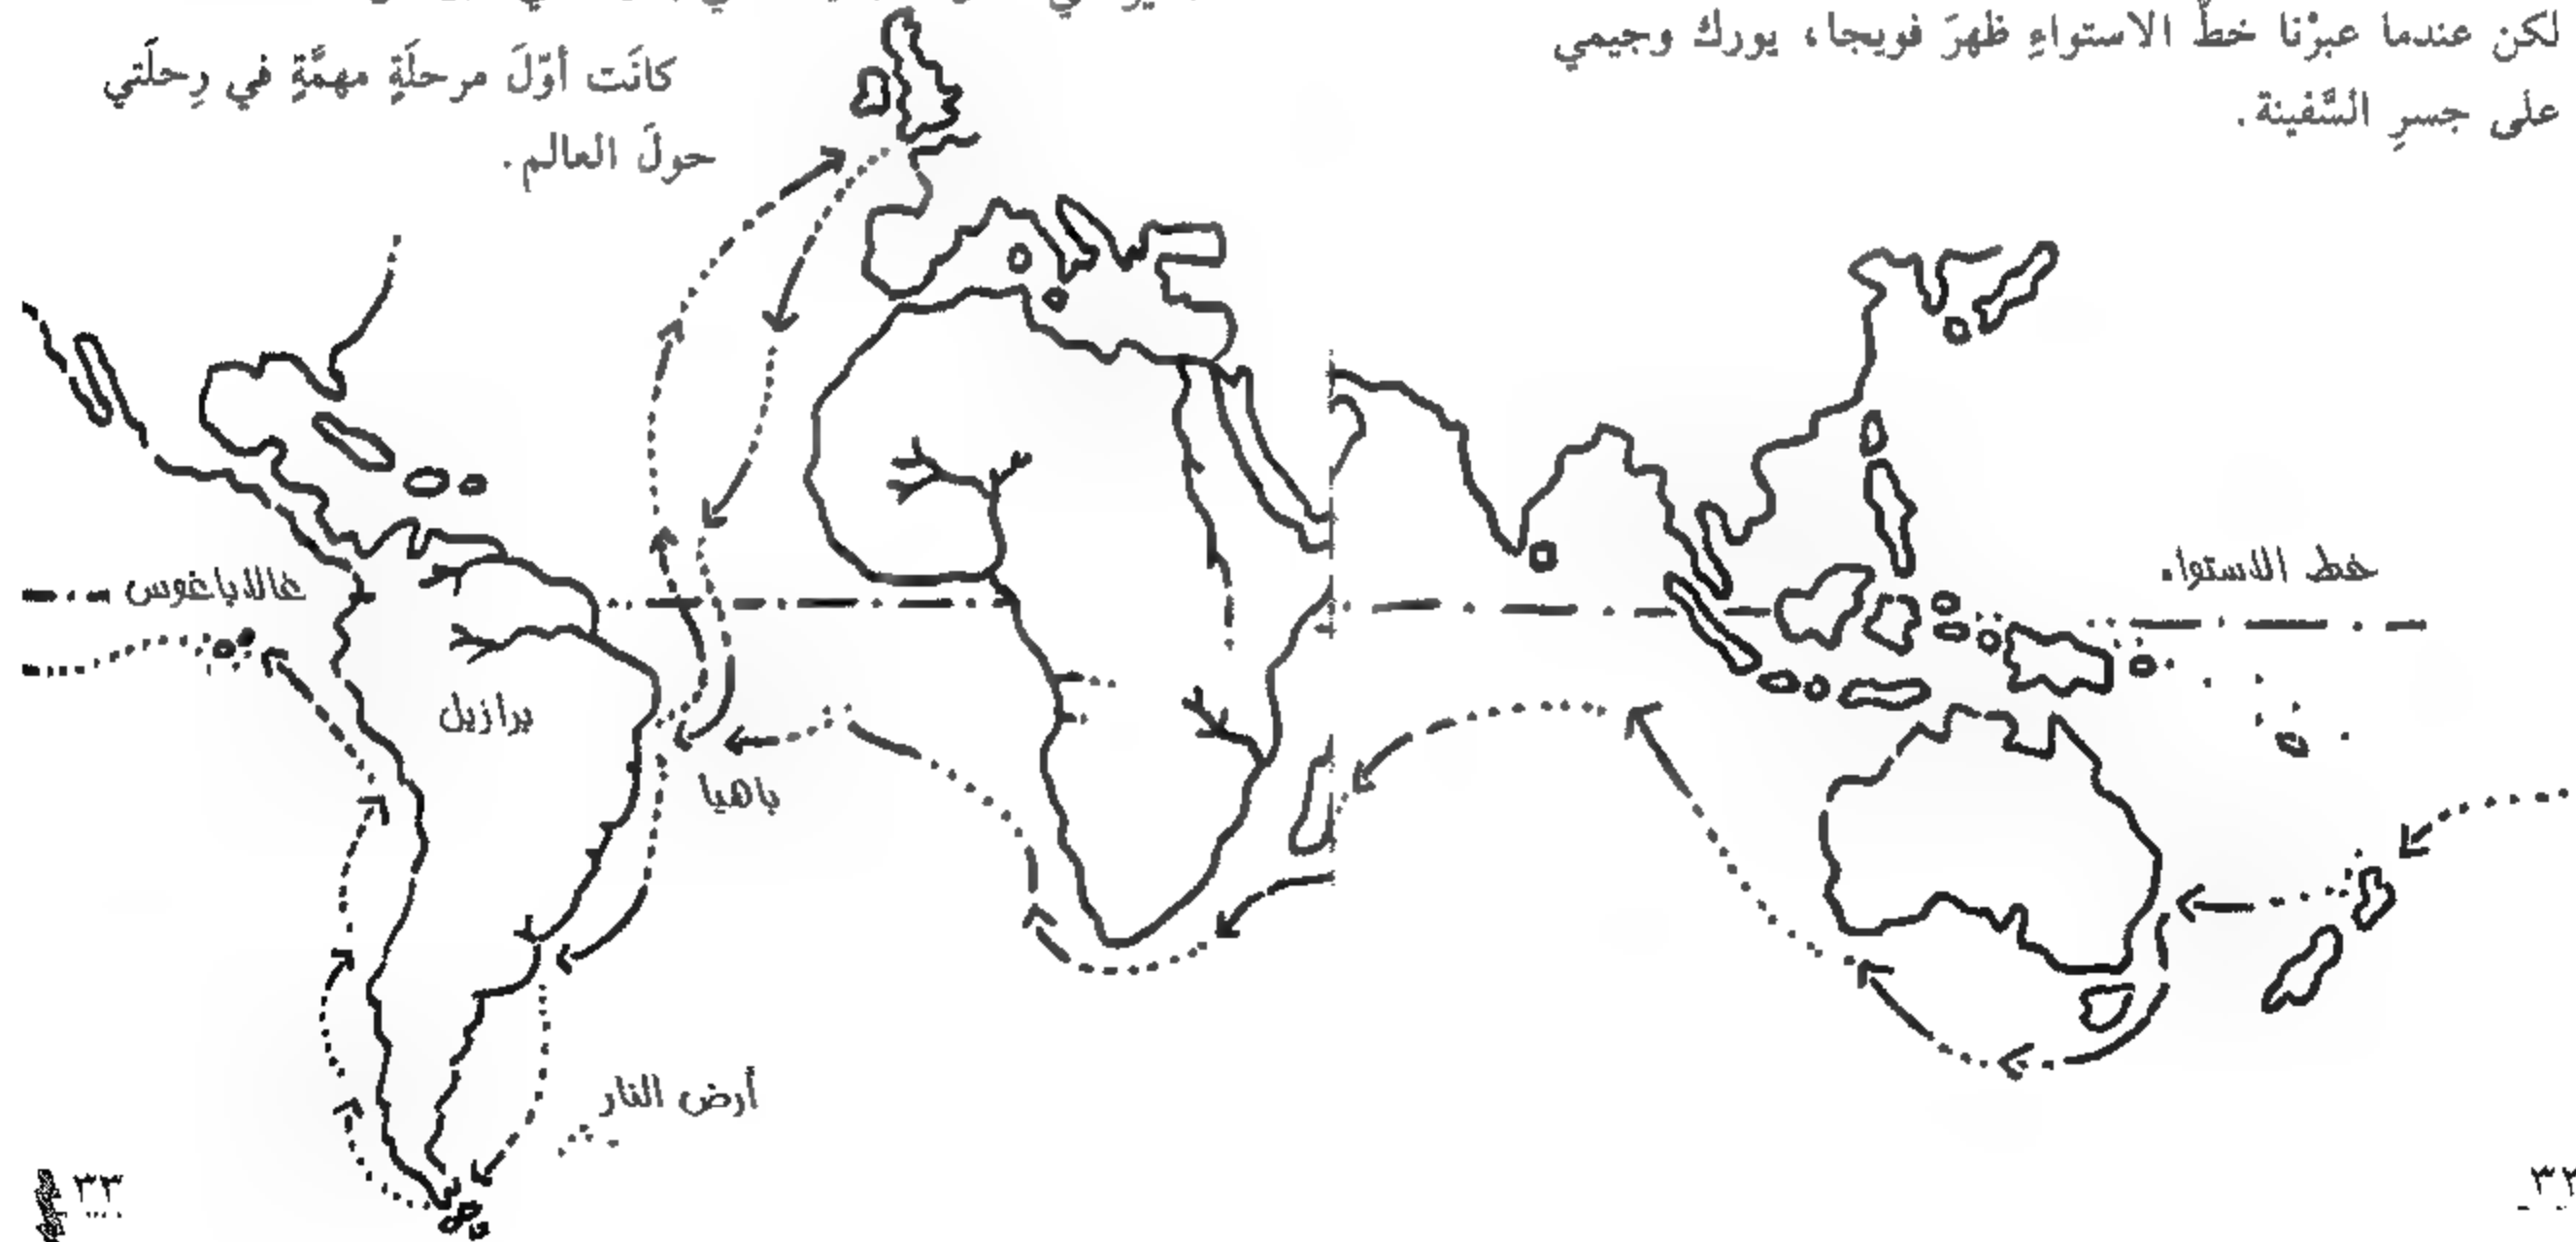 لكن عندما عبرْنا خطَّ الاستواءِ ظهرَ فويجا، يورك وجيمي
على جسرِ السَّفينة.
كانَت أوّلَ مرحلَةٍ مهمَّةٍ في رِحلَتي
حولَ العالم.
خط الاستواء
غالاباغوس
برازيل
باهيا
أرض النار
٣٢
٣٣